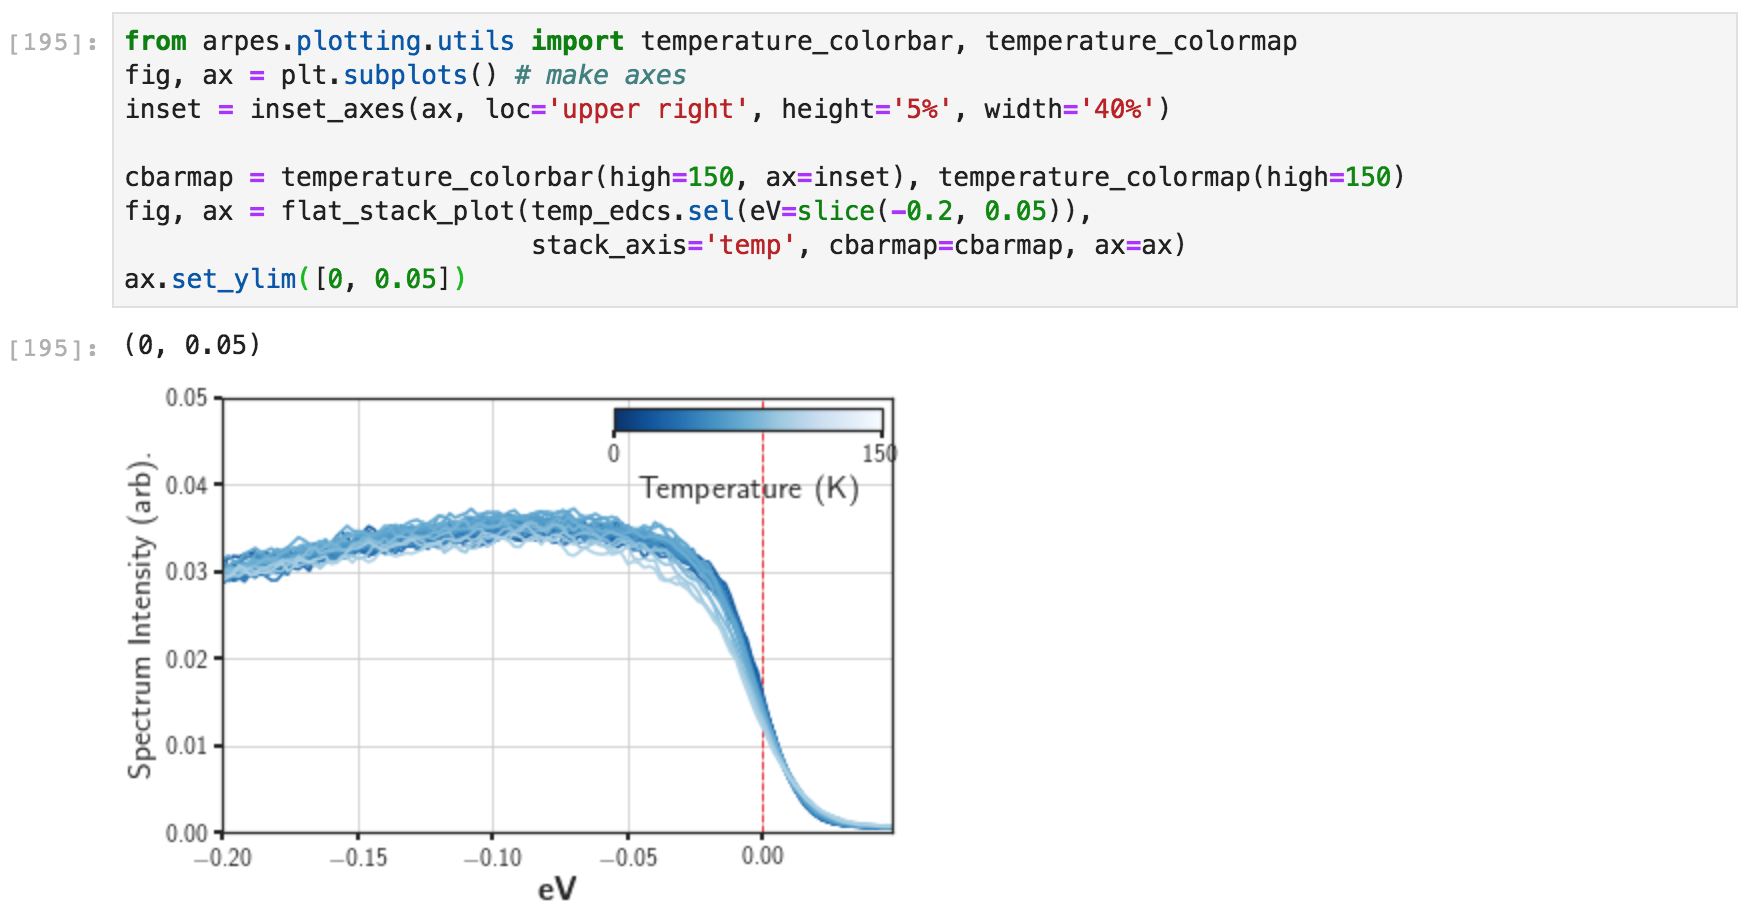 [195]: from arpes.plotting.utils import temperature_colorbar, temperature_colormap
fig, ax = plt.subplots() # make axes
inset = inset_axes(ax, loc='upper right', height='5%', width='40%')
cbarmap = temperature_colorbar(high=150, ax=inset), temperature_colormap(high=150)
fig, ax = flat_stack_plot(temp_edcs.sel(eV=slice(-0.2, 0.05)),
stack_axis='temp', cbarmap=cbarmap, ax=ax)
ax.set_ylim([0, 0.05])
[195]: (0, 0.05)
0.05
0 150
Temperature (K)
0.04
0.03
0.02
0.01
0.00
Spectrum Intensity (arb).
−0.20 −0.15 −0.10 −0.05 0.00
eV